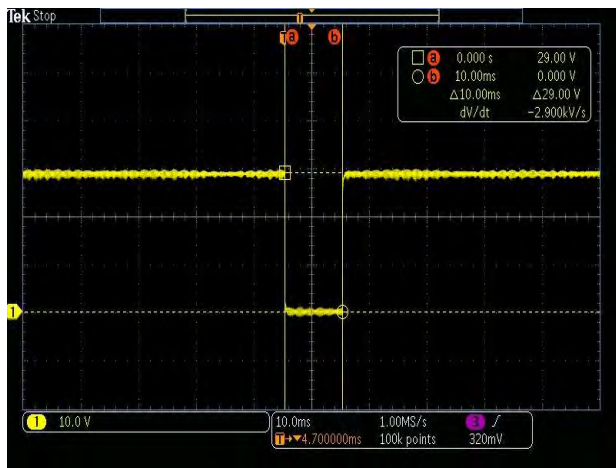 Tek Stop
T
T a b
a 0.000 s 29.00 V
b 10.00ms 0.000 V
Δ10.00ms Δ29.00 V
dV/dt -2.900kV/s
1
1 10.0 V
10.0ms 1.00MS/s 3
T→▼4.700000ms 100k points 320mV